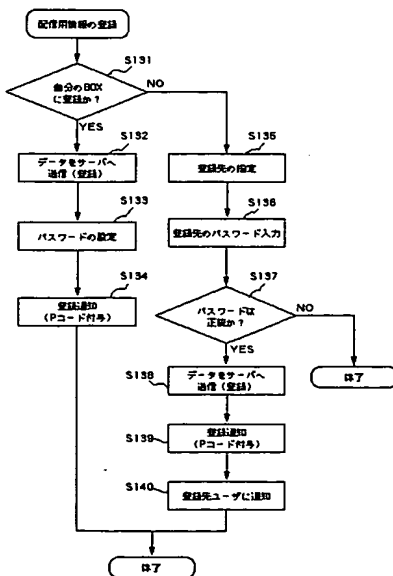 配信用情報の登録
S131
自分のBOX
に登録か?
NO
YES
S132
データをサーバへ
送信(登録)
S133
パスワードの設定
S134
登録通知
(Pコード付号)
S135
登録先の指定
S136
登録先のパスワード入力
S137
パスワードは
正規か?
NO
YES
終了
S138
データをサーバへ
送信(登録)
S139
登録通知
(Pコード付号)
S140
登録先ユーザに通知
終了